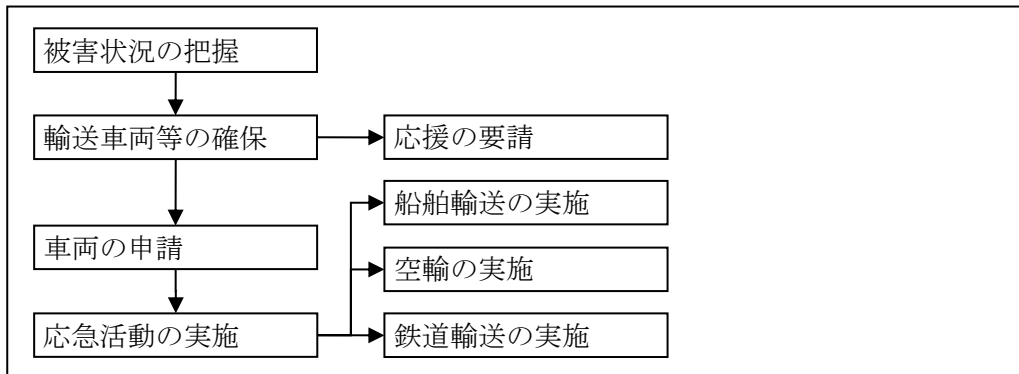 被害状況の把握
輸送車両等の確保
応援の要請
船舶輸送の実施
車両の申請
空輸の実施
応急活動の実施
鉄道輸送の実施